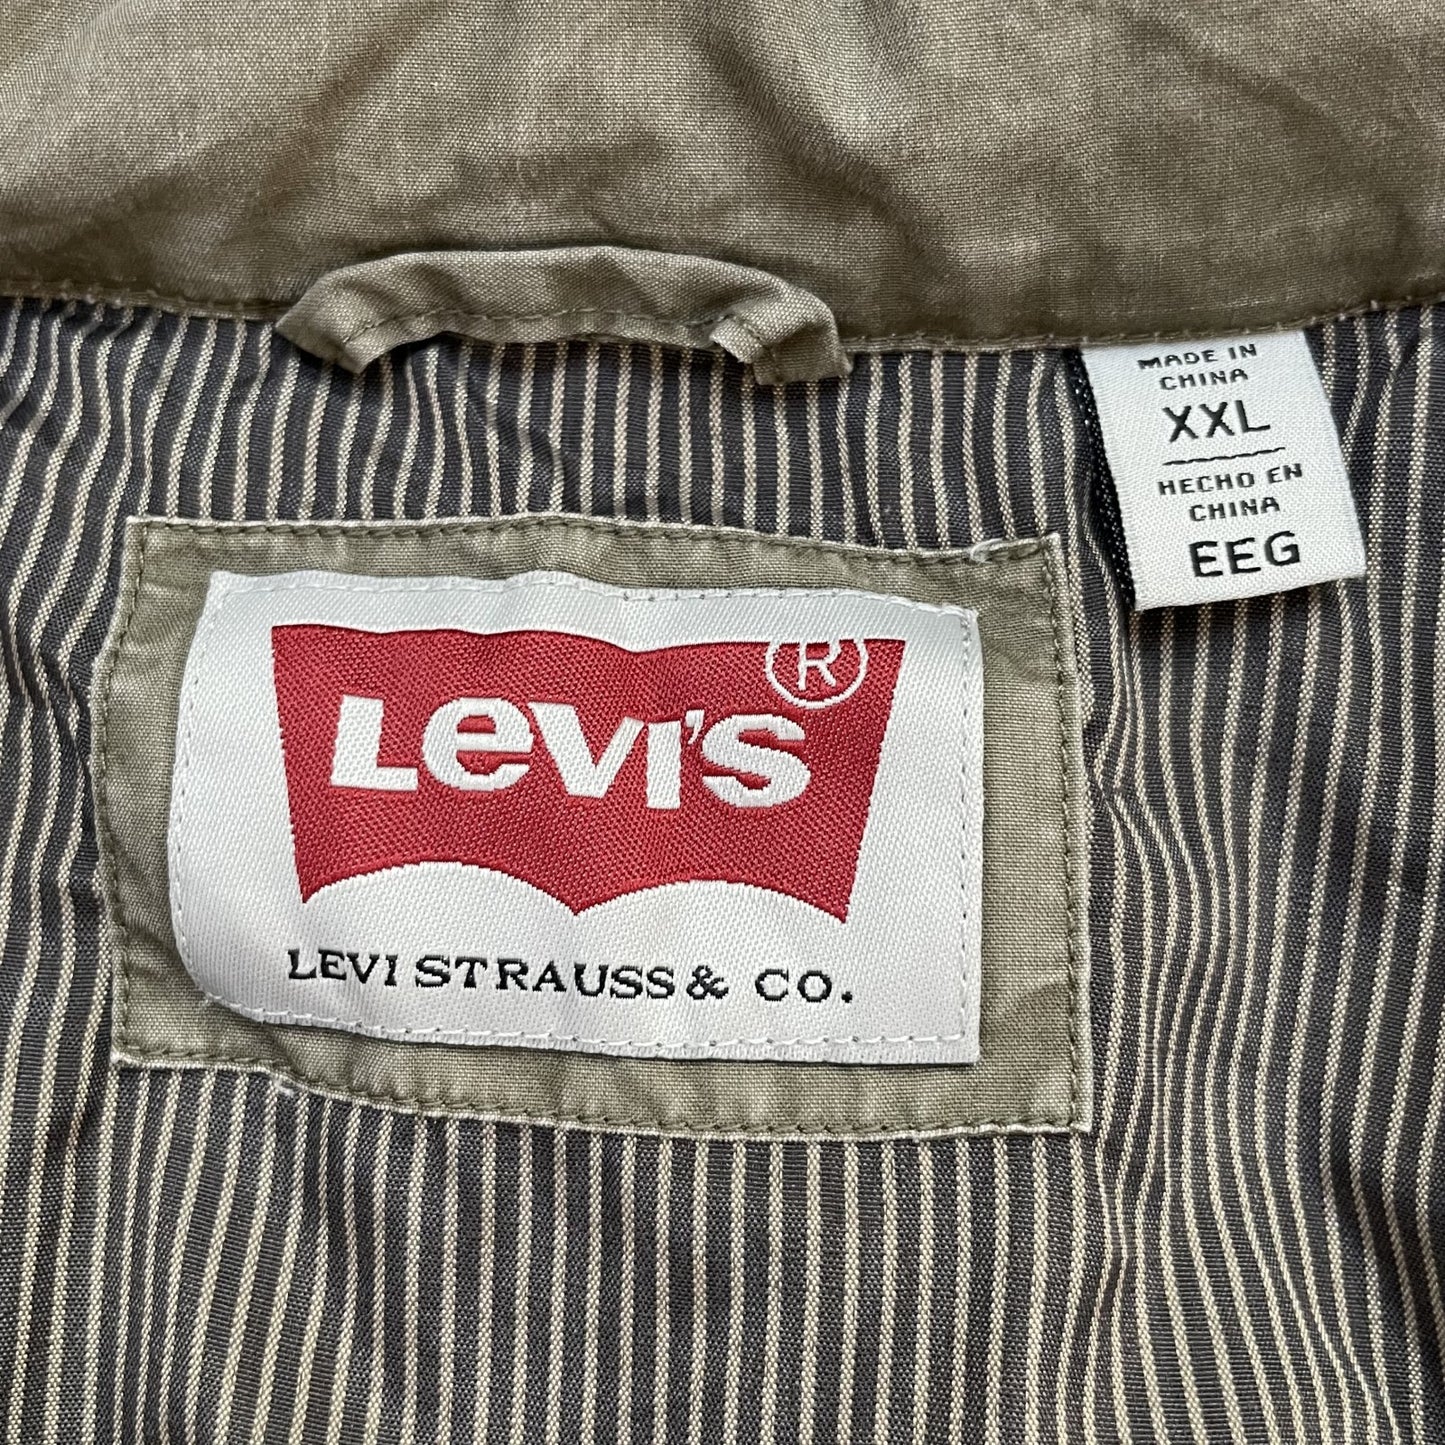 MADE IN
CHINA
XXL
HECHO EN
CHINA
EEG
Levi's®
LEVI STRAUSS & CO.